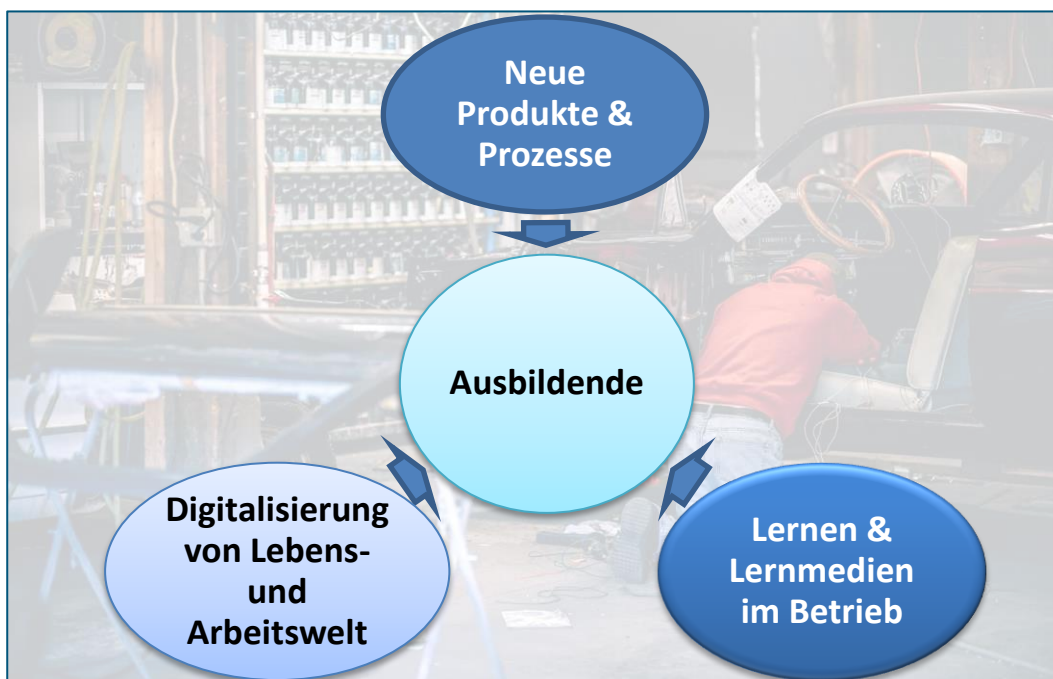 Neue
Produkte &
Prozesse
Ausbildende
Digitalisierung
von Lebens-
und
Arbeitswelt
Lernen &
Lernmedien
im Betrieb